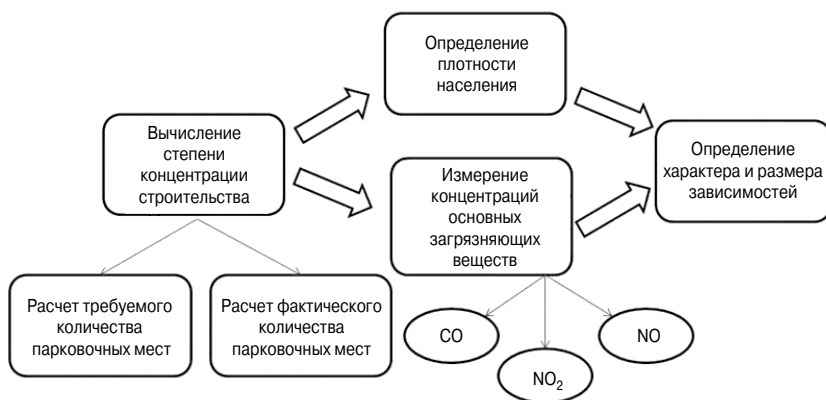 Определение
плотности
населения
Вычисление
степени
концентрации
строительства
Измерение
концентраций
основных
загрязняющих
веществ
Определение
характера и размера
зависимостей
Расчет требуемого
количества
парковочных мест
Расчет фактического
количества
парковочных мест
CO
NO₂
NO